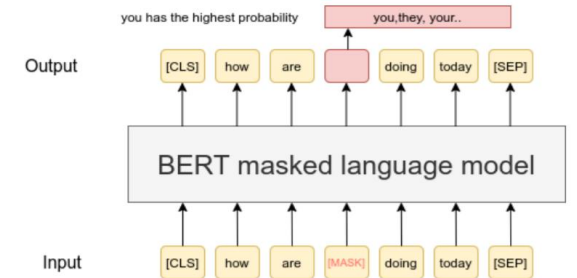 you has the highest probability
you,they, your..
Output
[CLS] how are doing today [SEP]
BERT masked language model
Input
[CLS] how are [MASK] doing today [SEP]